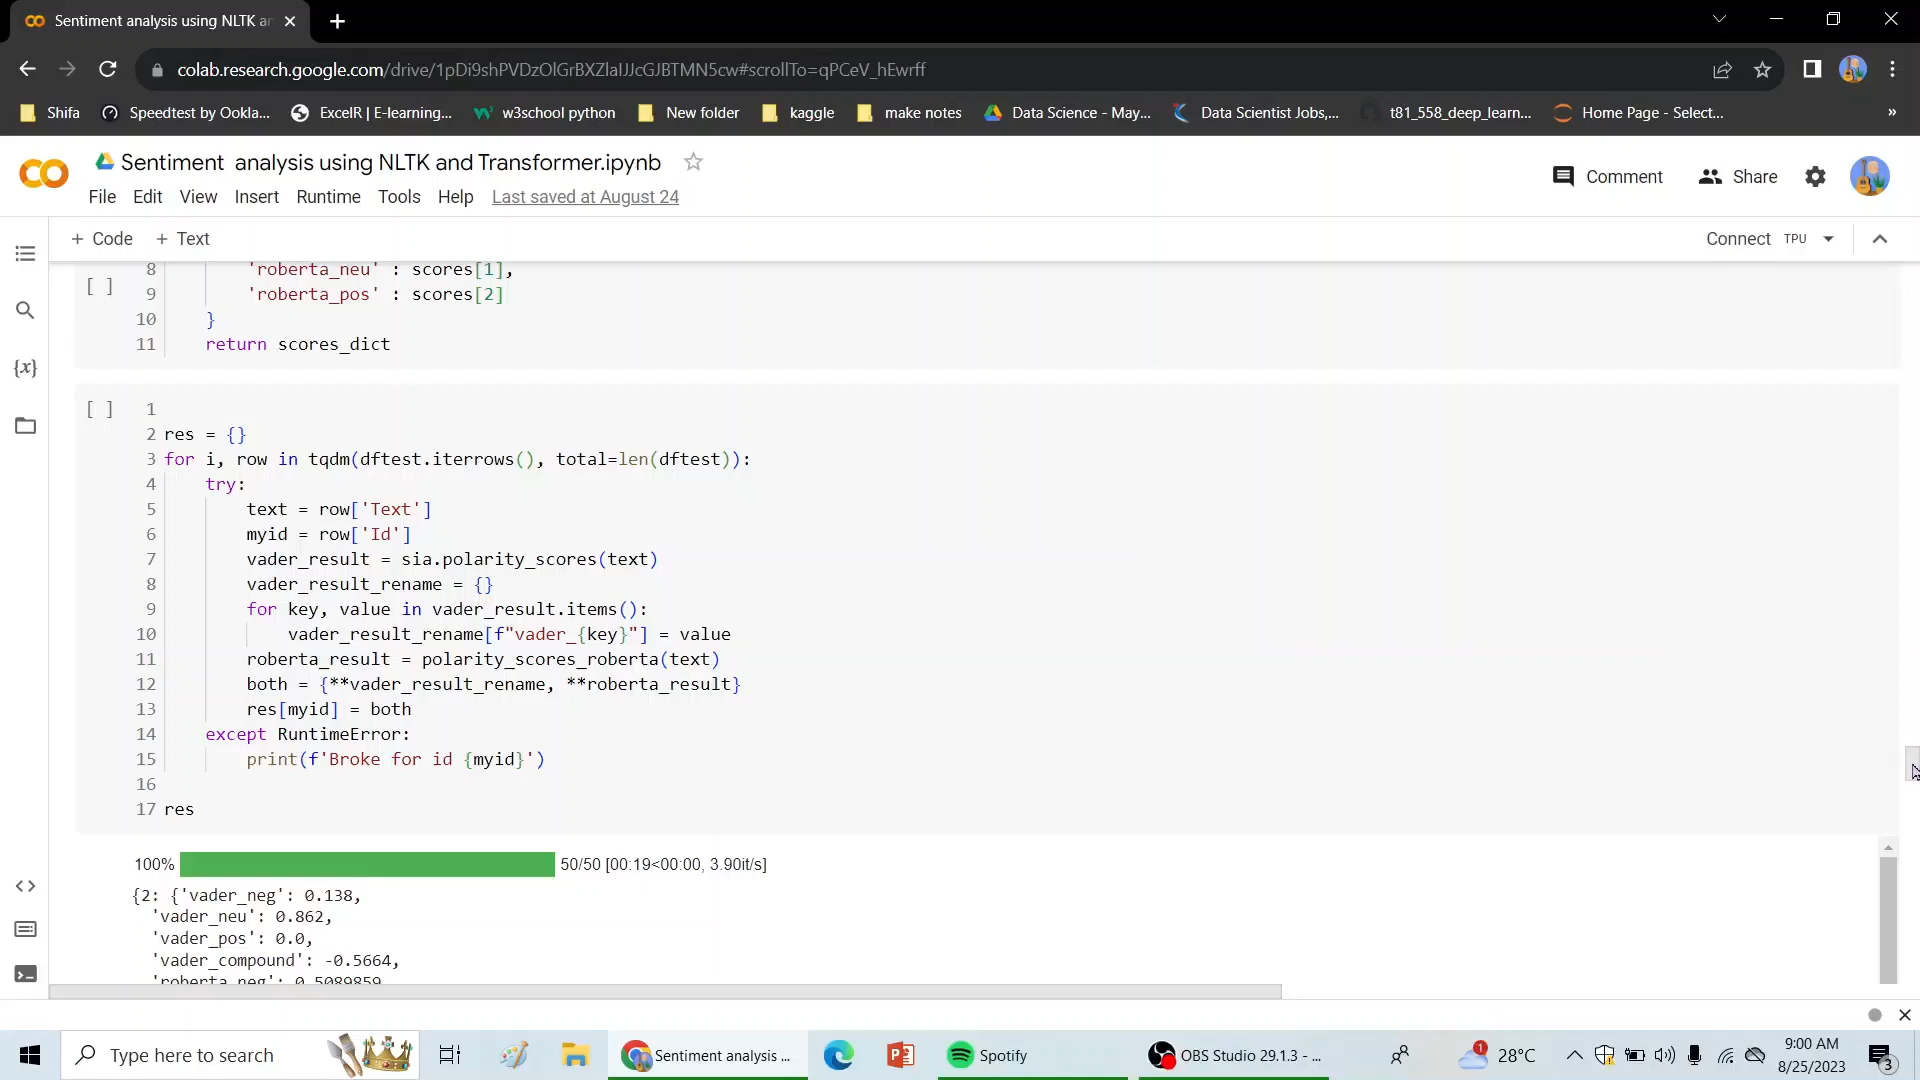 Sentiment analysis using NLTK an
colab.research.google.com/drive/1pDi9shPVDzOlGrBXZlaIJJcGJBTMN5cw#scrollTo=qPCeV_hEwrff
Shifa
Speedtest by Ookla...
ExcelR | E-learning...
w3school python
New folder
kaggle
make notes
Data Science - May...
Data Scientist Jobs,...
t81_558_deep_learn...
Home Page - Select...
»
Sentiment  analysis using NLTK and Transformer.ipynb
Comment
Share
File Edit View Insert Runtime Tools Help Last saved at August 24
+ Code + Text
Connect TPU
8 'roberta_neu' : scores[1],
[ ]
9 'roberta_pos' : scores[2]
10 }
11 return scores_dict
[ ] 1
2 res = {}
3 for i, row in tqdm(dftest.iterrows(), total=len(dftest)):
4 try:
5 text = row['Text']
6 myid = row['Id']
7 vader_result = sia.polarity_scores(text)
8 vader_result_rename = {}
9 for key, value in vader_result.items():
10 vader_result_rename[f"vader_{key}"] = value
11 roberta_result = polarity_scores_roberta(text)
12 both = {**vader_result_rename, **roberta_result}
13 res[myid] = both
14 except RuntimeError:
15 print(f'Broke for id {myid}')
16
17 res
100% 50/50 [00:19<00:00, 3.90it/s]
{2: {'vader_neg': 0.138,
'vader_neu': 0.862,
'vader_pos': 0.0,
'vader_compound': -0.5664,
'roberta_neg': 0.5089859
Type here to search
Sentiment analysis ...
Spotify
OBS Studio 29.1.3 - ...
1
28°C
9:00 AM
8/25/2023
3